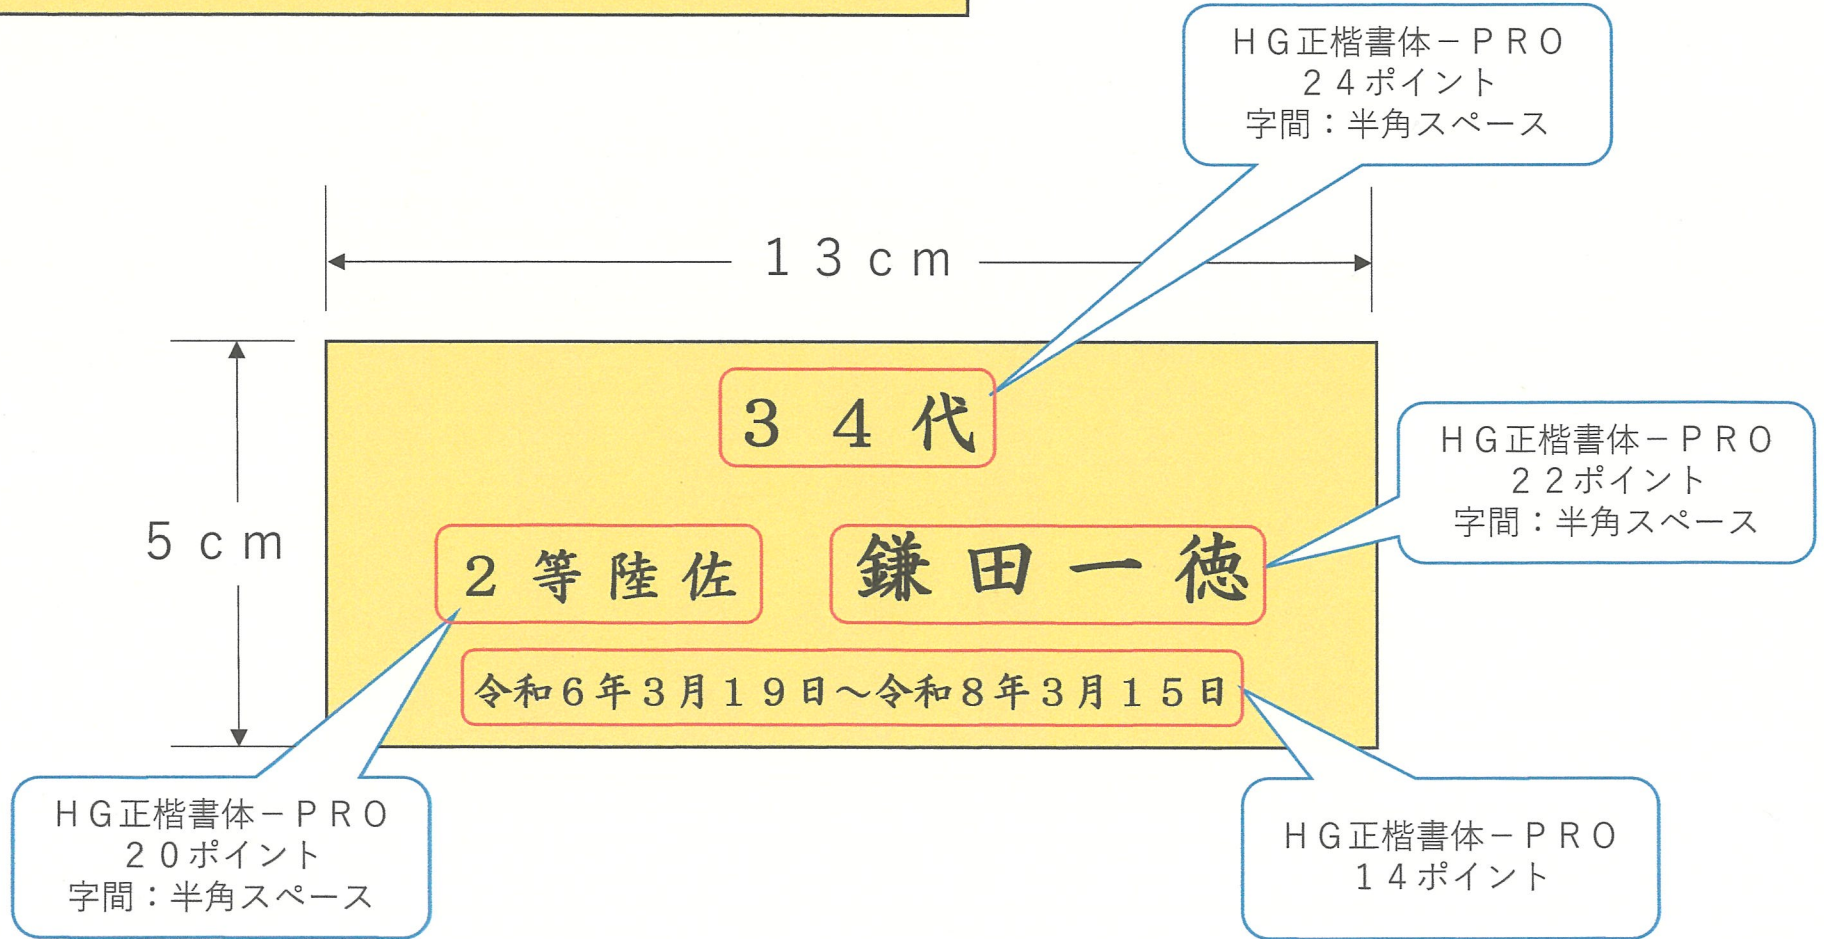 ＨＧ正楷書体－ＰＲＯ
２４ポイント
字間：半角スペース
１３ｃｍ
３４代
ＨＧ正楷書体－ＰＲＯ
２２ポイント
字間：半角スペース
５ｃｍ
２等陸佐 鎌田一徳
令和６年３月１９日～令和８年３月１５日
ＨＧ正楷書体－ＰＲＯ
２０ポイント
字間：半角スペース
ＨＧ正楷書体－ＰＲＯ
１４ポイント